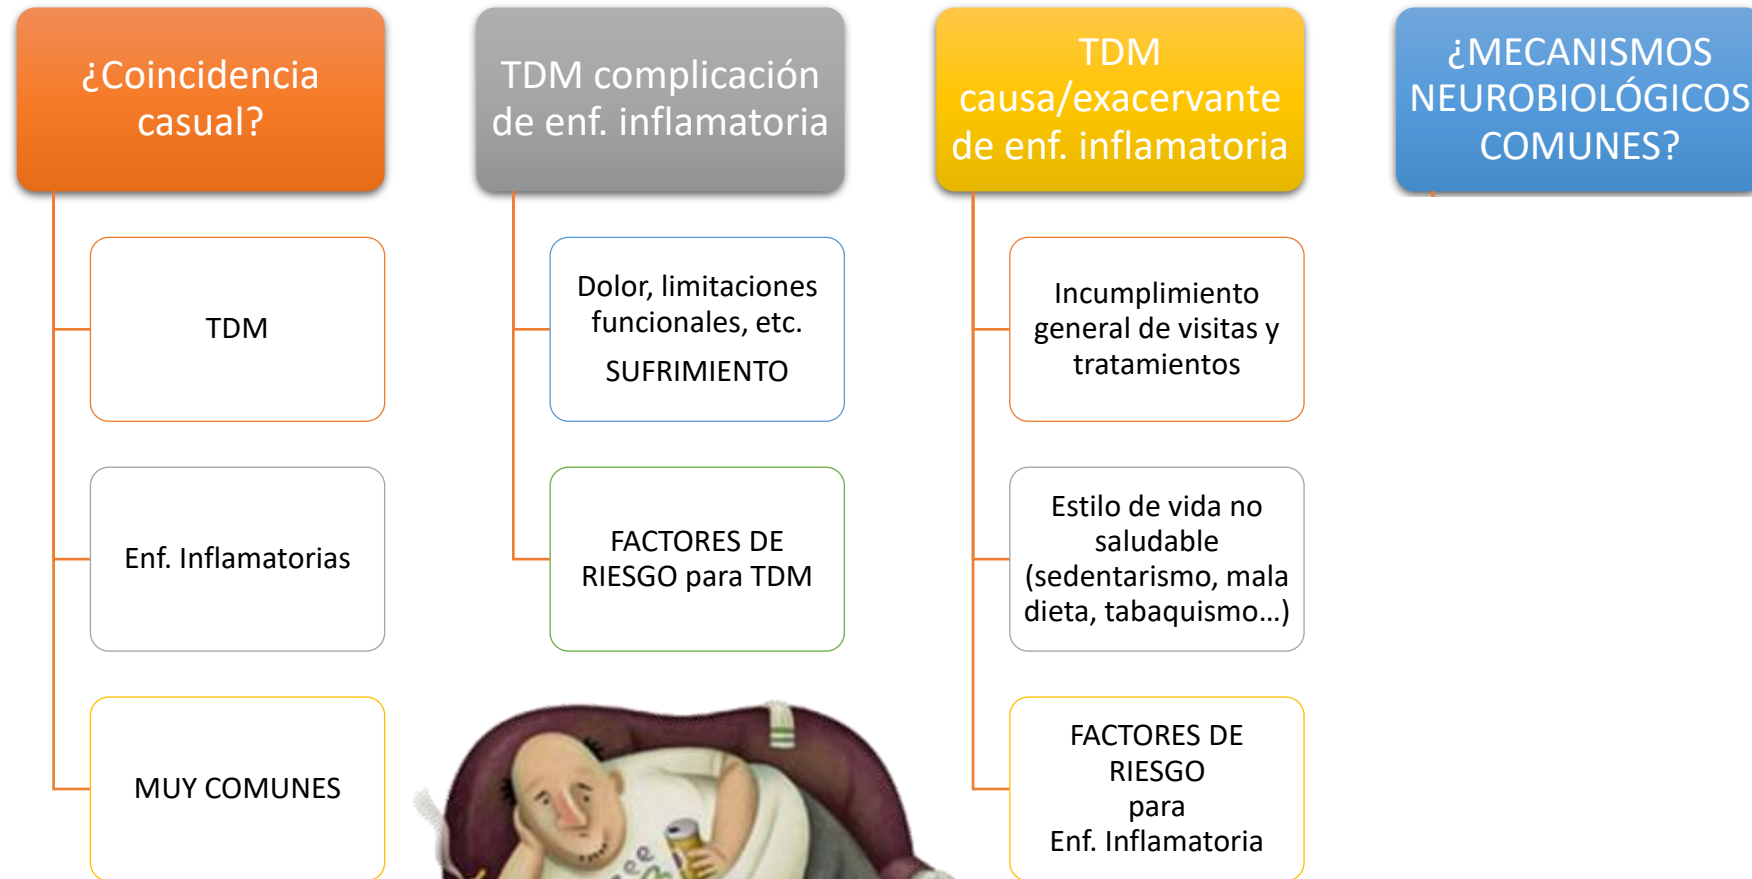 ¿Coincidencia
casual?
TDM
Enf. Inflamatorias
MUY COMUNES
TDM complicación
de enf. inflamatoria
Dolor, limitaciones
funcionales, etc.
SUFRIMIENTO
FACTORES DE
RIESGO para TDM
TDM
causa/exacervante
de enf. inflamatoria
Incumplimiento
general de visitas y
tratamientos
Estilo de vida no
saludable
(sedentarismo, mala
dieta, tabaquismo...)
FACTORES DE
RIESGO
para
Enf. Inflamatoria
¿MECANISMOS
NEUROBIOLÓGICOS
COMUNES?